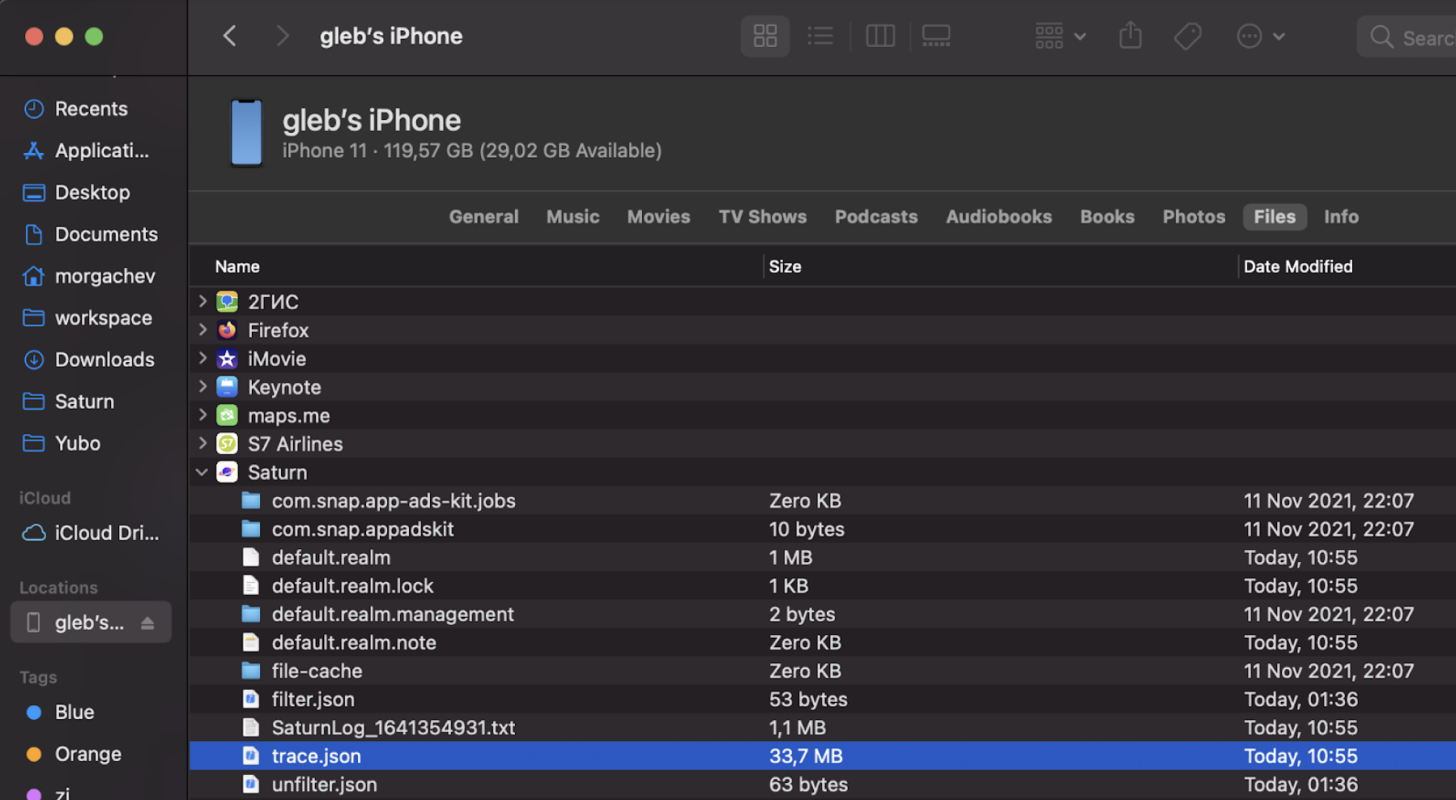 gleb's iPhone
Searc
Recents
Applicati...
Desktop
Documents
morgachev
workspace
Downloads
Saturn
Yubo
iCloud
iCloud Dri...
Locations
gleb's...
Tags
Blue
Orange
zi
gleb's iPhone
iPhone 11 · 119,57 GB (29,02 GB Available)
General Music Movies TV Shows Podcasts Audiobooks Books Photos Files Info
Name Size Date Modified
2ГИС
Firefox
iMovie
Keynote
maps.me
S7 Airlines
Saturn
com.snap.app-ads-kit.jobs Zero KB 11 Nov 2021, 22:07
com.snap.appadskit 10 bytes 11 Nov 2021, 22:07
default.realm 1 MB Today, 10:55
default.realm.lock 1 KB Today, 10:55
default.realm.management 2 bytes 11 Nov 2021, 22:07
default.realm.note Zero KB Today, 10:55
file-cache Zero KB 11 Nov 2021, 22:07
filter.json 53 bytes Today, 01:36
SaturnLog_1641354931.txt 1,1 MB Today, 10:55
trace.json 33,7 MB Today, 10:55
unfilter.json 63 bytes Today, 01:36